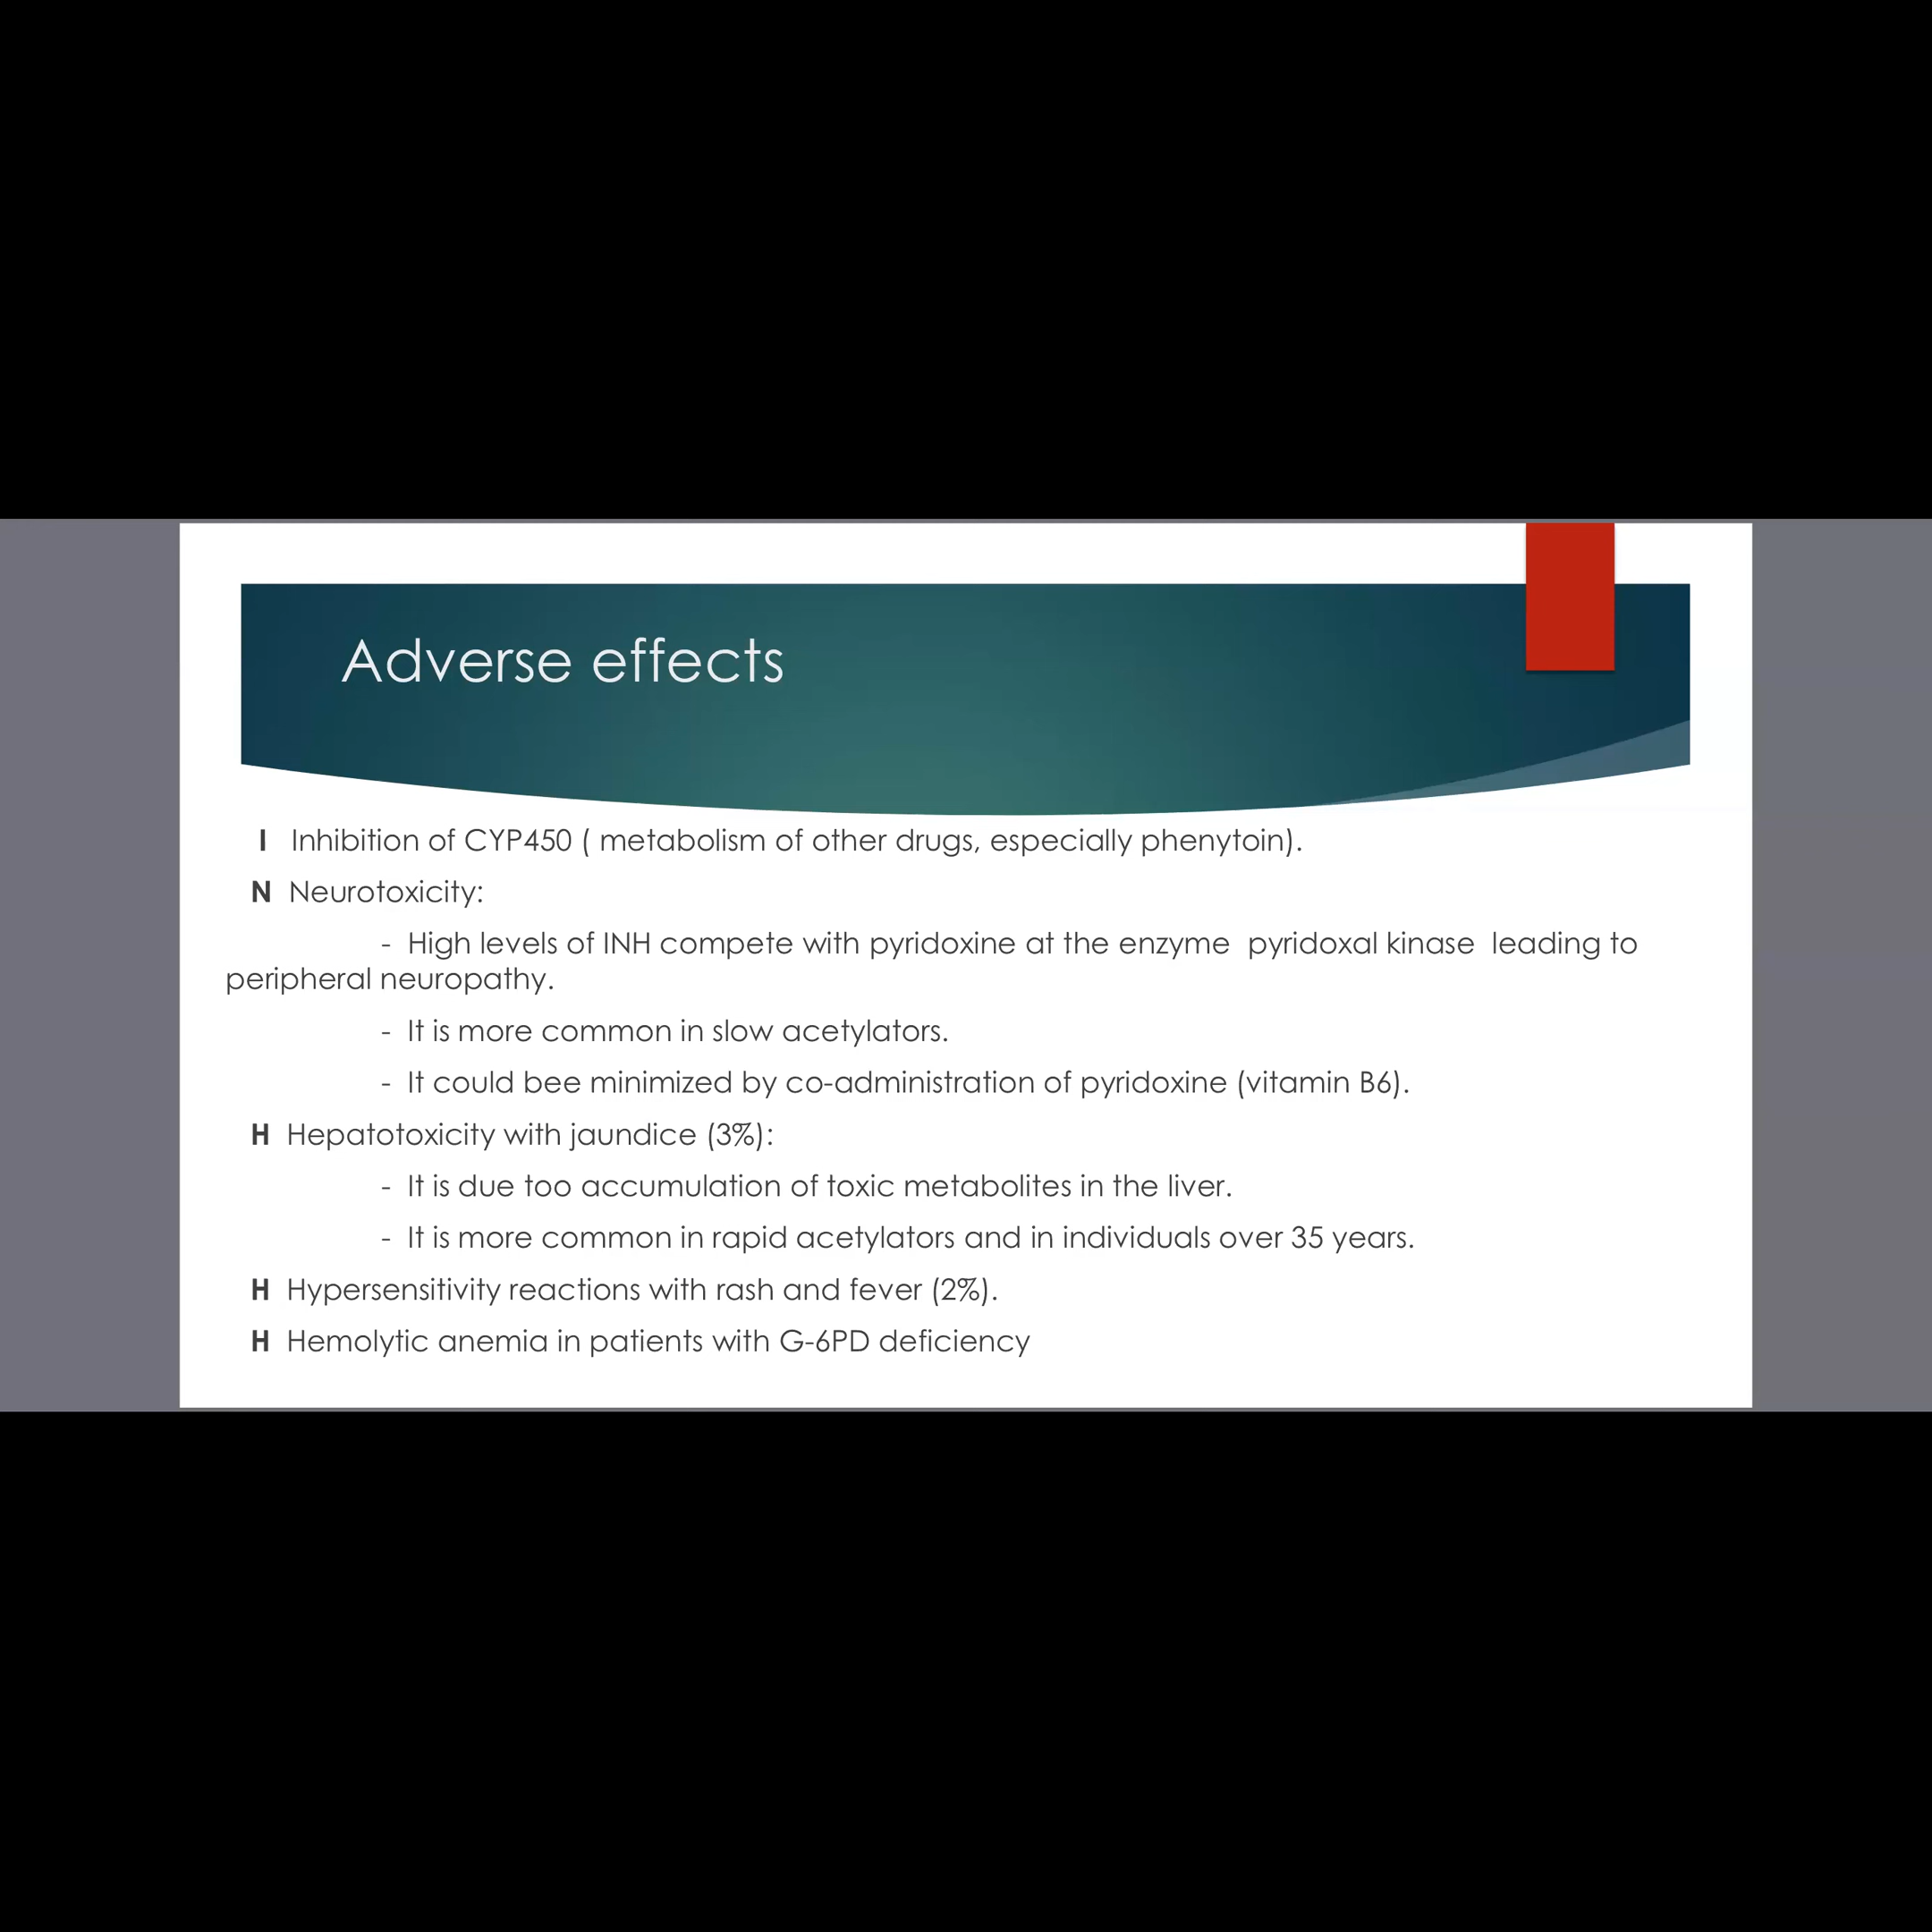 Adverse effects
I Inhibition of CYP450 ( metabolism of other drugs, especially phenytoin).
N Neurotoxicity:
- High levels of INH compete with pyridoxine at the enzyme pyridoxal kinase leading to
peripheral neuropathy.
- It is more common in slow acetylators.
- It could bee minimized by co-administration of pyridoxine (vitamin B6).
H Hepatotoxicity with jaundice (3%):
- It is due too accumulation of toxic metabolites in the liver.
- It is more common in rapid acetylators and in individuals over 35 years.
H Hypersensitivity reactions with rash and fever (2%).
H Hemolytic anemia in patients with G-6PD deficiency